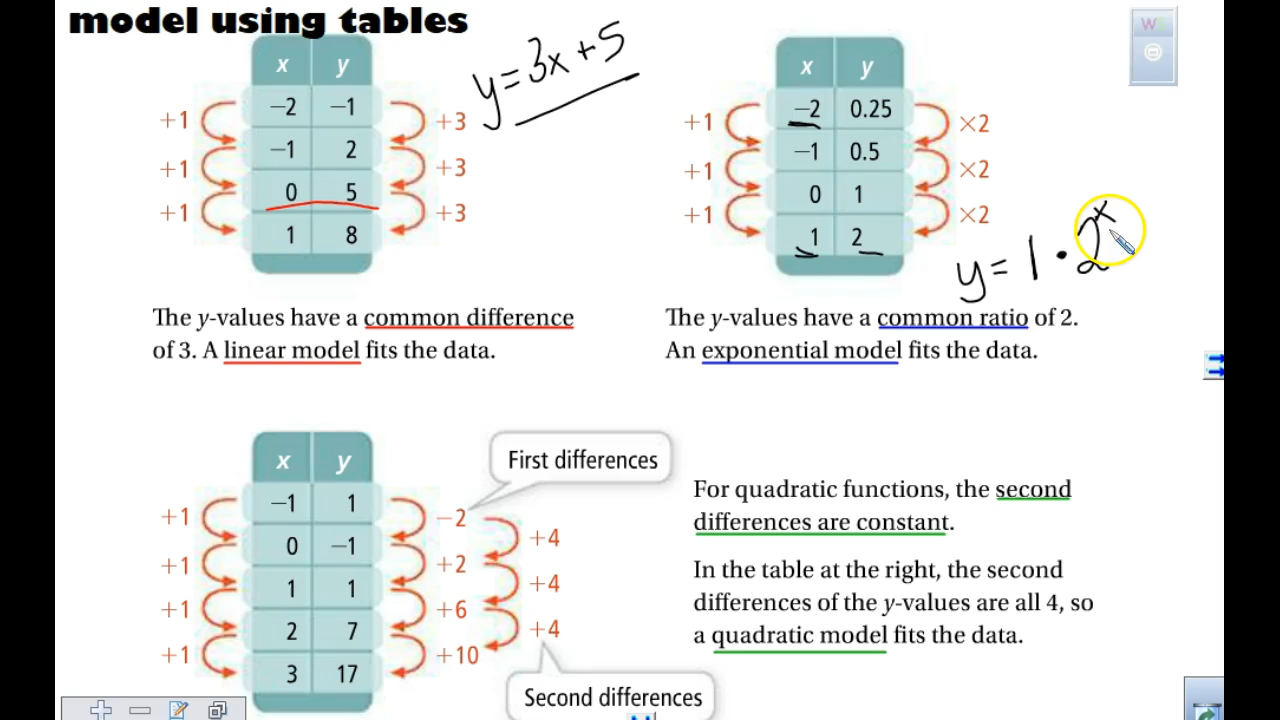 model using tables
x y
−2 −1
−1 2
0 5
1 8
+1
+1
+1
+3
+3
+3
y=3x+5
x y
−2 0.25
−1 0.5
0 1
1 2
+1
+1
+1
×2
×2
×2
y=1·2ˣ
W
The y-values have a common difference
of 3. A linear model fits the data.
The y-values have a common ratio of 2.
An exponential model fits the data.
x y
−1 1
0 −1
1 1
2 7
3 17
+1
+1
+1
+1
First differences
−2
+2
+6
+10
+4
+4
+4
Second differences
For quadratic functions, the second
differences are constant.
In the table at the right, the second
differences of the y-values are all 4, so
a quadratic model fits the data.